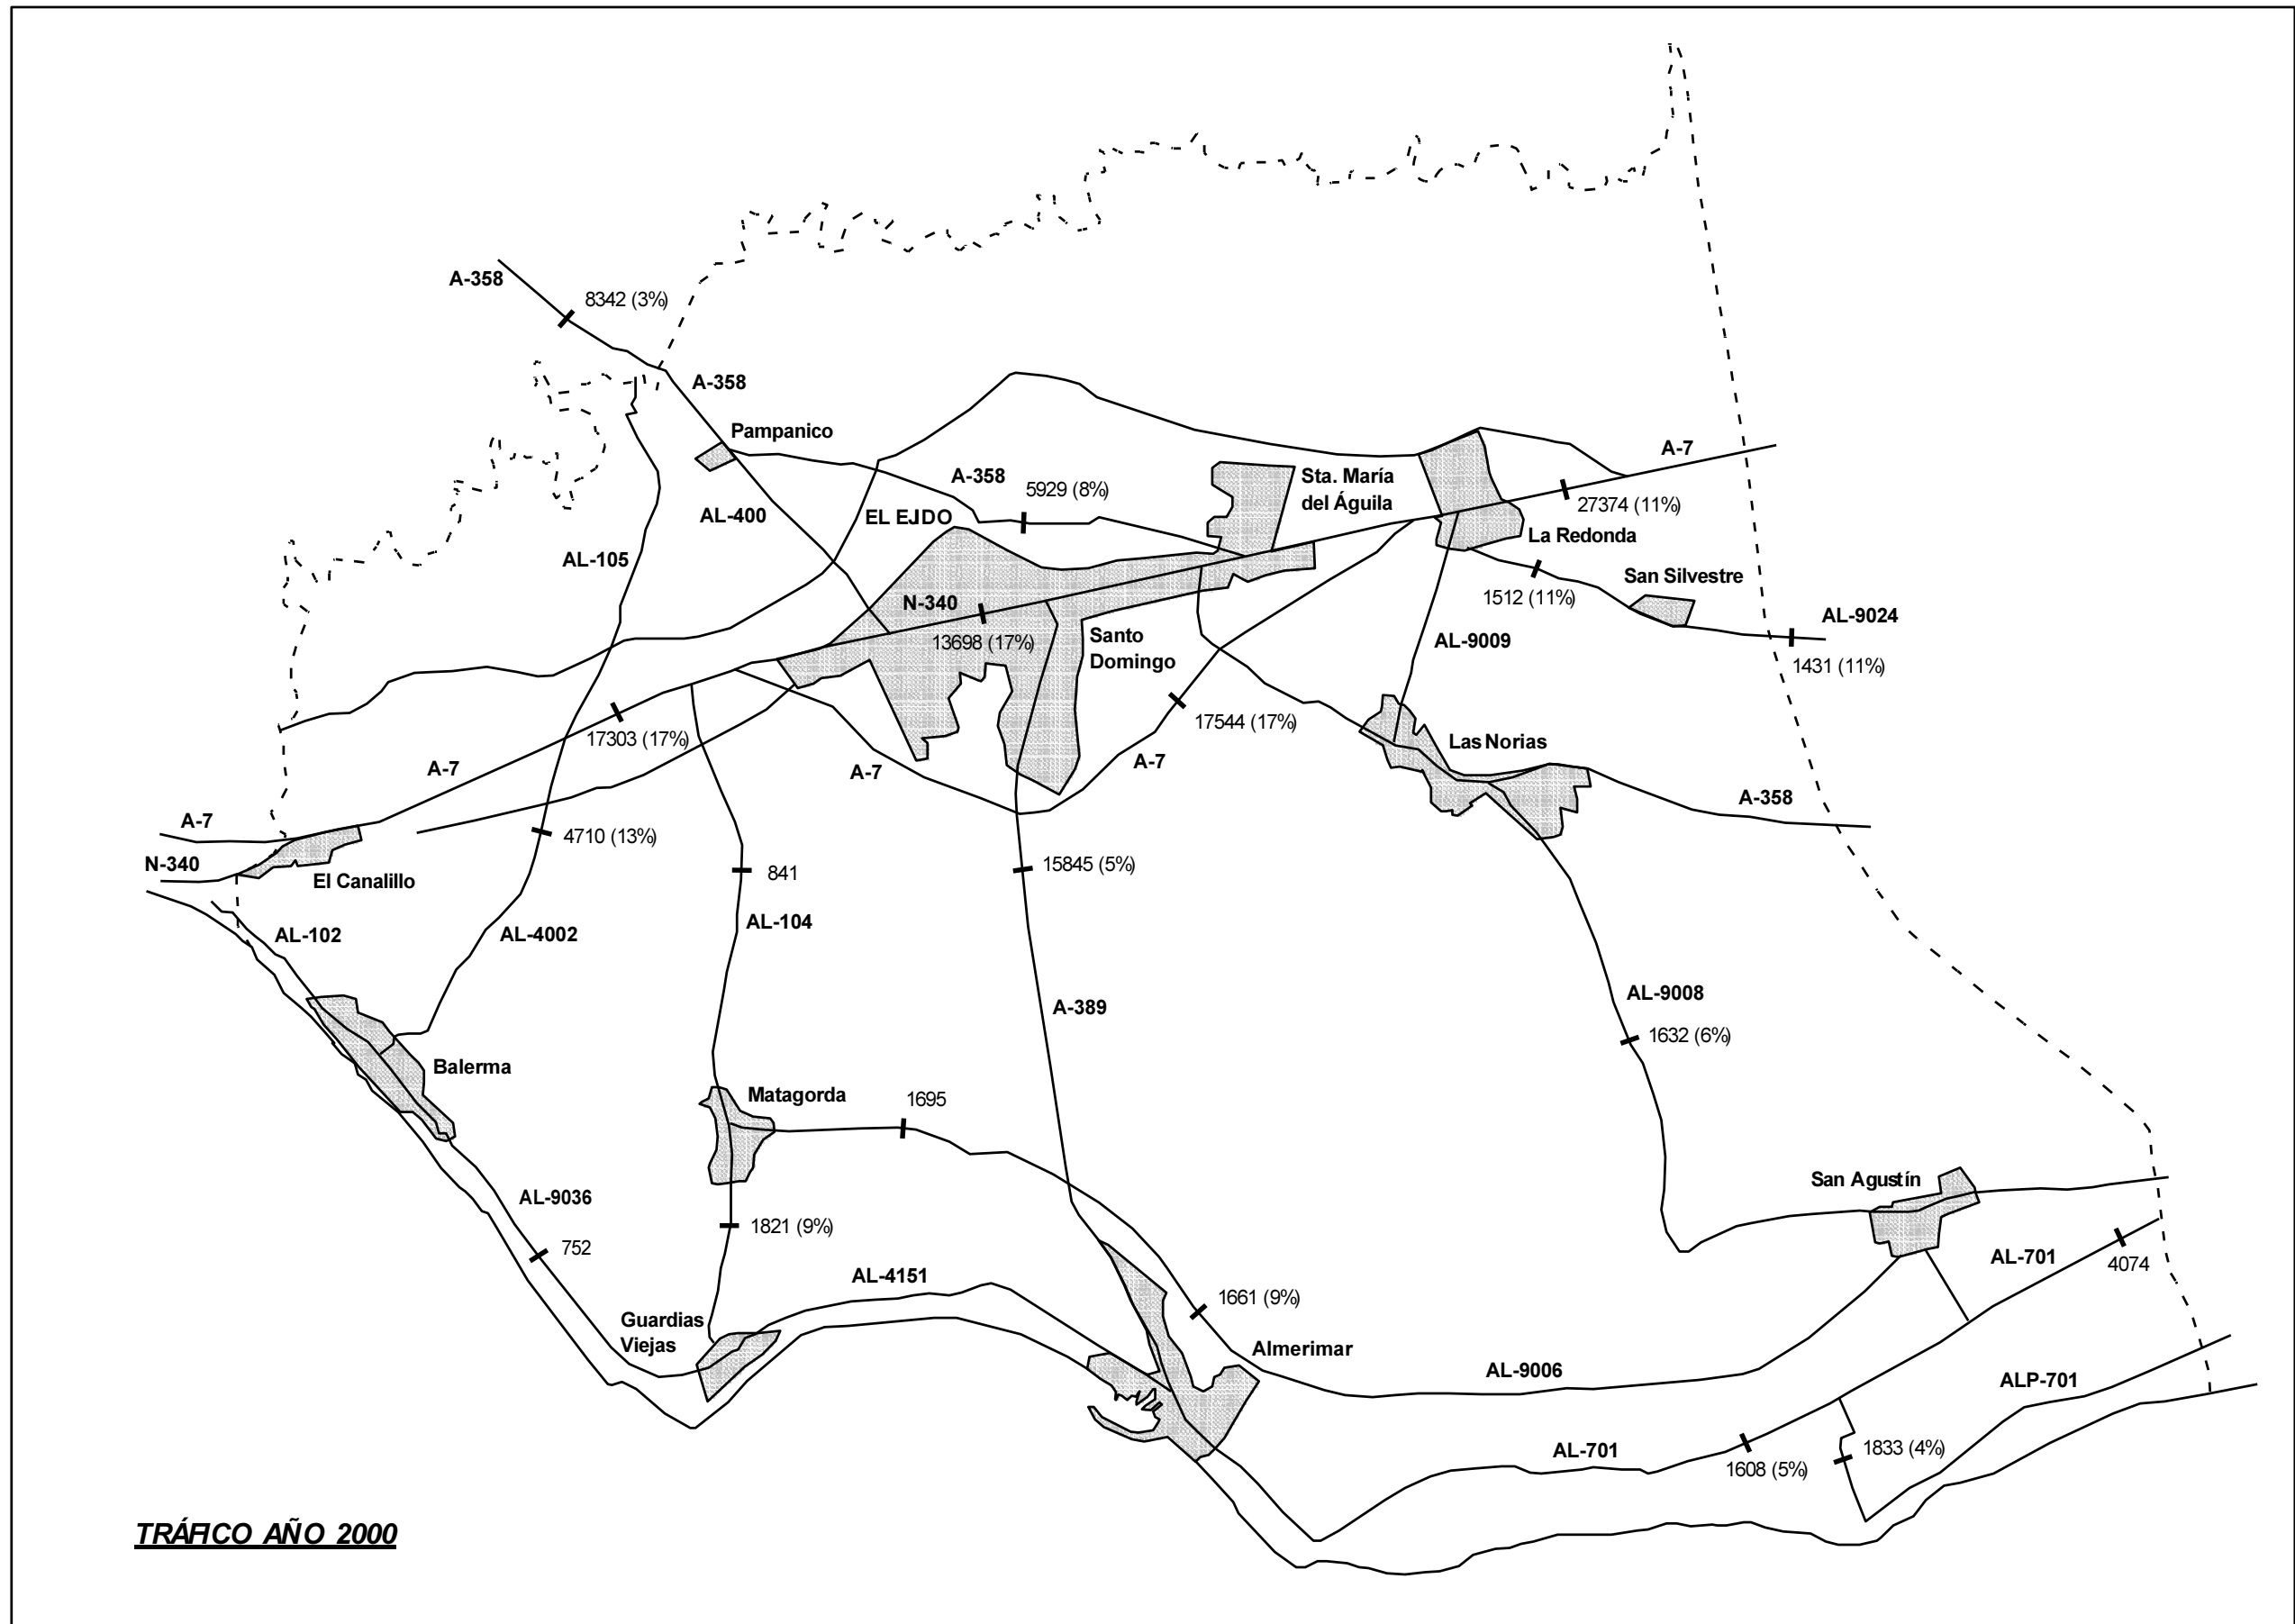 A-358
8342 (3%)
A-358
Pampanico
A-7
A-358
Sta. María
del Águila
5929 (8%)
27374 (11%)
AL-400
EL EJIDO
La Redonda
AL-105
San Silvestre
1512 (11%)
N-340
AL-9024
13698 (17%)
Santo
Domingo
AL-9009
1431 (11%)
17544 (17%)
17303 (17%)
Las Norias
A-7
A-7
A-7
A-358
A-7
4710 (13%)
N-340
El Canalillo
841
15845 (5%)
AL-102
AL-4002
AL-104
AL-9008
A-389
1632 (6%)
Balerma
Matagorda
1695
San Agustín
AL-9036
1821 (9%)
752
AL-701
4074
AL-4151
1661 (9%)
Guardias
Viejas
Almerimar
AL-9006
ALP-701
AL-701
1608 (5%)
1833 (4%)
TRÁFICO AÑO 2000